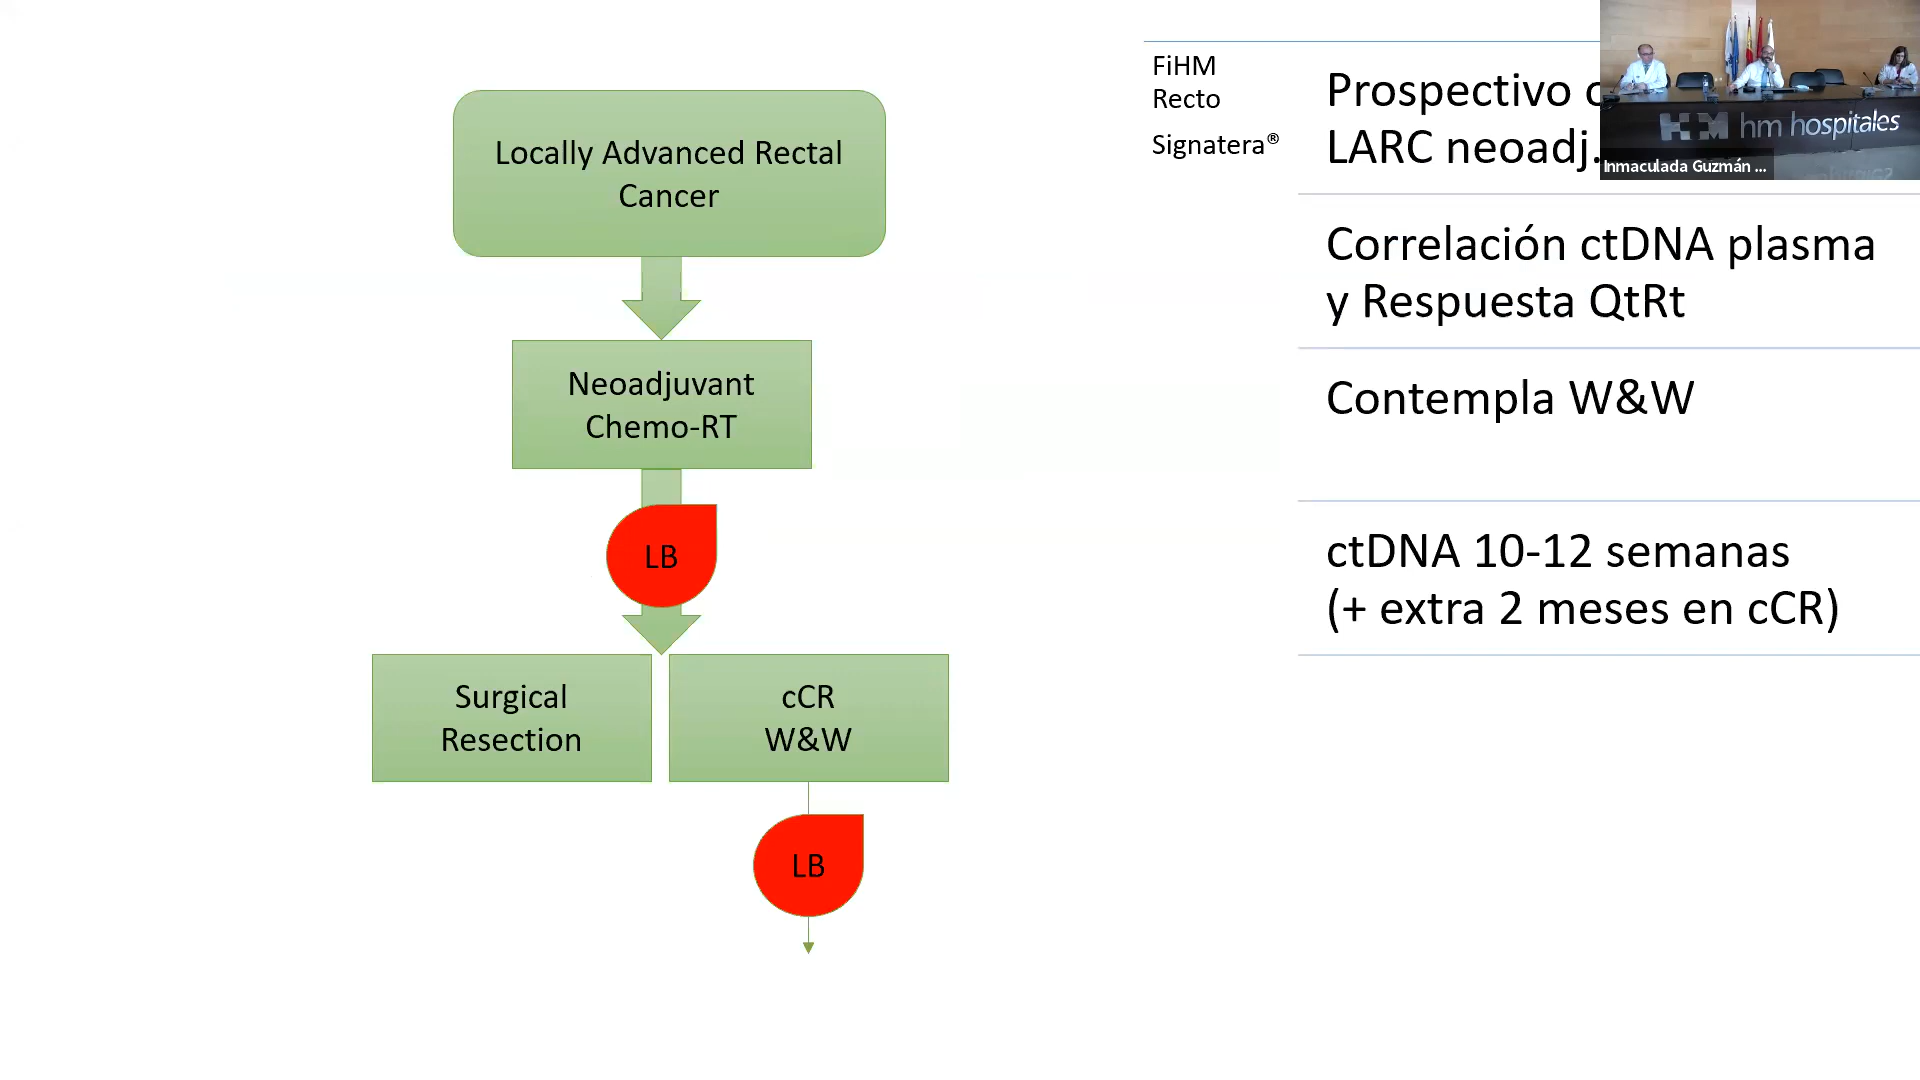 Locally Advanced Rectal
Cancer
Neoadjuvant
Chemo-RT
LB
Surgical
Resection
cCR
W&W
LB
FiHM
Recto
Signatera®
Prospectivo
LARC neoadj.
Correlación ctDNA plasma
y Respuesta QtRt
Contempla W&W
ctDNA 10-12 semanas
(+ extra 2 meses en cCR)
hm hospitales
Inmaculada Guzmán ...